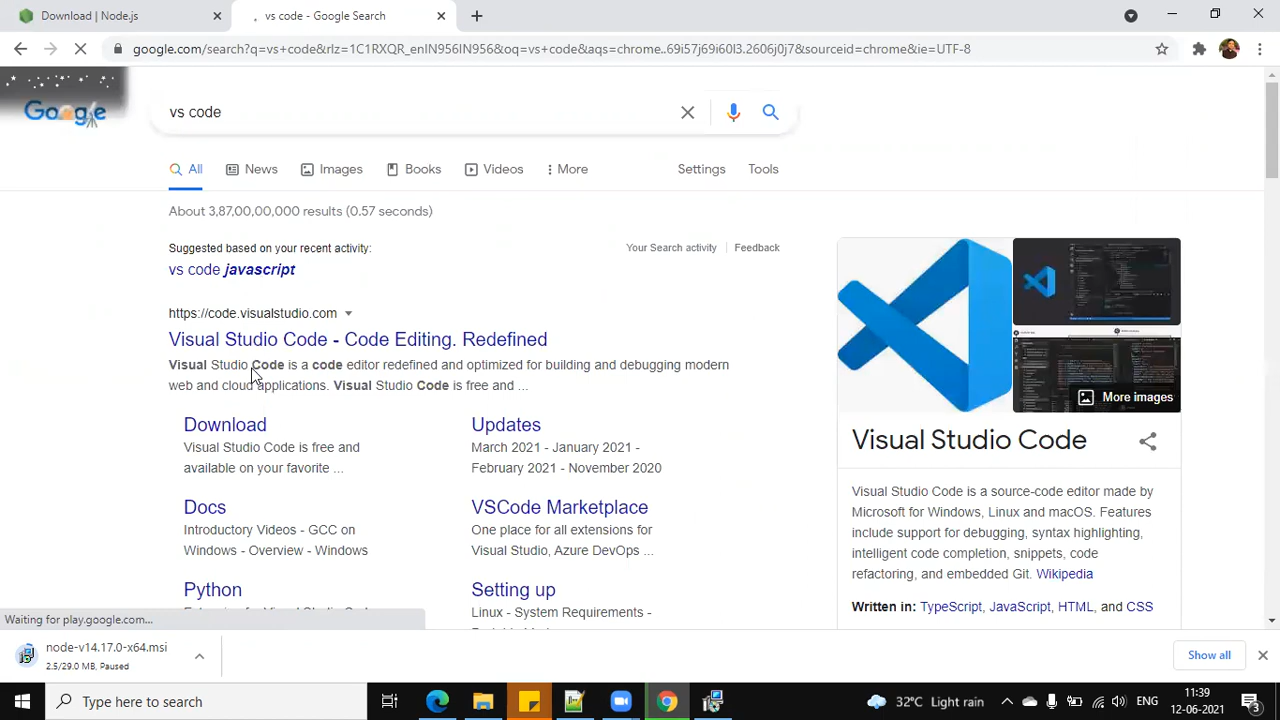 Download | Node.js
vs code - Google Search
google.com/search?q=vs+code&rlz=1C1RXQR_enIN956IN956&oq=vs+code&aqs=chrome..69i57j69i60l3.2606j0j7&sourceid=chrome&ie=UTF-8
Google
vs code
All
News
Images
Books
Videos
More
Settings
Tools
About 3,87,00,00,000 results (0.57 seconds)
Suggested based on your recent activity:
Your Search activity
Feedback
vs code javascript
https://code.visualstudio.com
Visual Studio Code - Code Editing. Redefined
Visual Studio Code is a code editor redefined and optimized for building and debugging modern
web and cloud applications. Visual Studio Code is free and ...
Download
Visual Studio Code is free and
available on your favorite ...
Updates
March 2021 - January 2021 -
February 2021 - November 2020
Docs
Introductory Videos - GCC on
Windows - Overview - Windows
VSCode Marketplace
One place for all extensions for
Visual Studio, Azure DevOps ...
Python
Setting up
Linux - System Requirements -
More images
Visual Studio Code
Visual Studio Code is a source-code editor made by
Microsoft for Windows, Linux and macOS. Features
include support for debugging, syntax highlighting,
intelligent code completion, snippets, code
refactoring, and embedded Git. Wikipedia
Written in: TypeScript, JavaScript, HTML, and CSS
Waiting for play.google.com...
node-v14.17.0-x64.msi
2.5/29.0 MB, Paused
Show all
Type here to search
32°C Light rain
ENG
11:39
12-06-2021
3